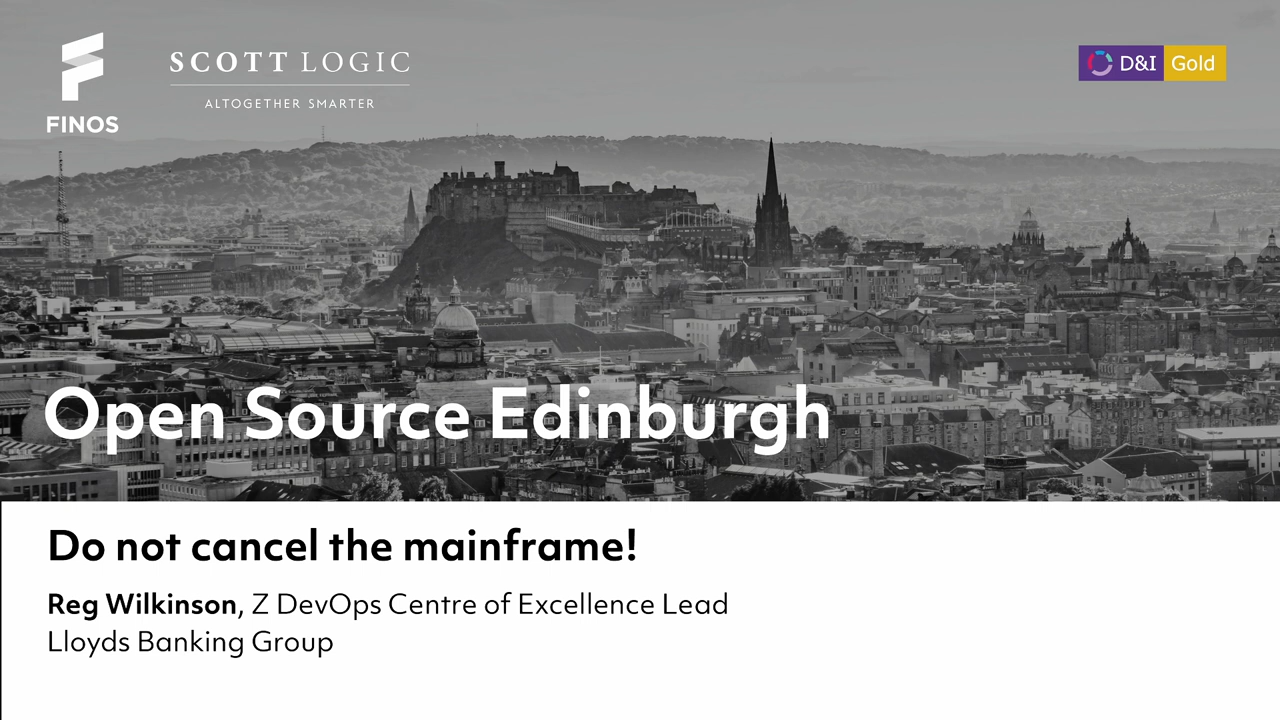 FINOS
SCOTT LOGIC
ALTOGETHER SMARTER
D&I Gold
Open Source Edinburgh
Do not cancel the mainframe!
Reg Wilkinson, Z DevOps Centre of Excellence Lead
Lloyds Banking Group